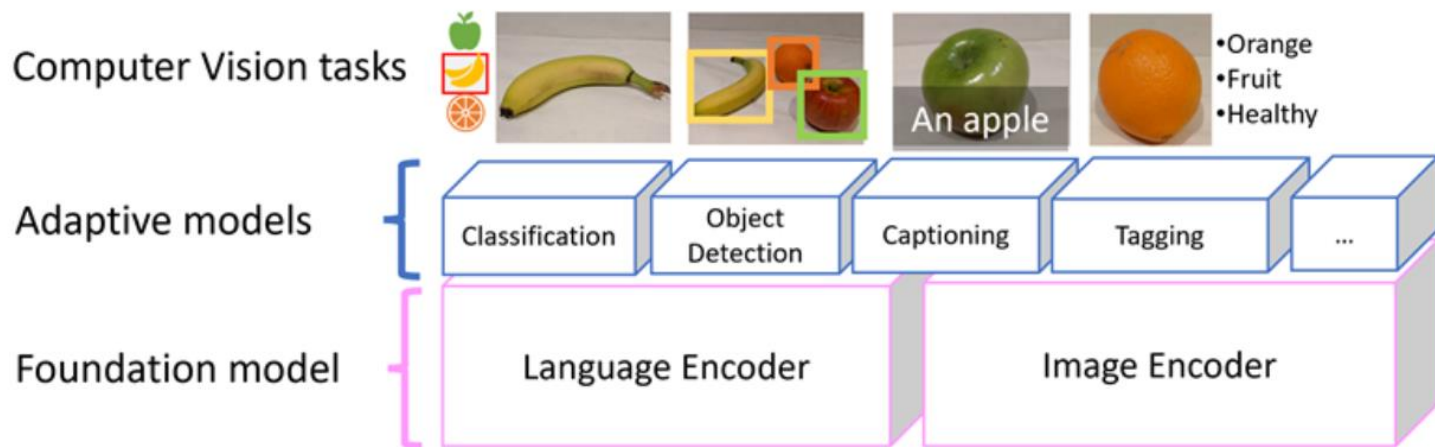 Computer Vision tasks
An apple
•Orange
•Fruit
•Healthy
Adaptive models
Classification
Object
Detection
Captioning
Tagging
...
Foundation model
Language Encoder
Image Encoder